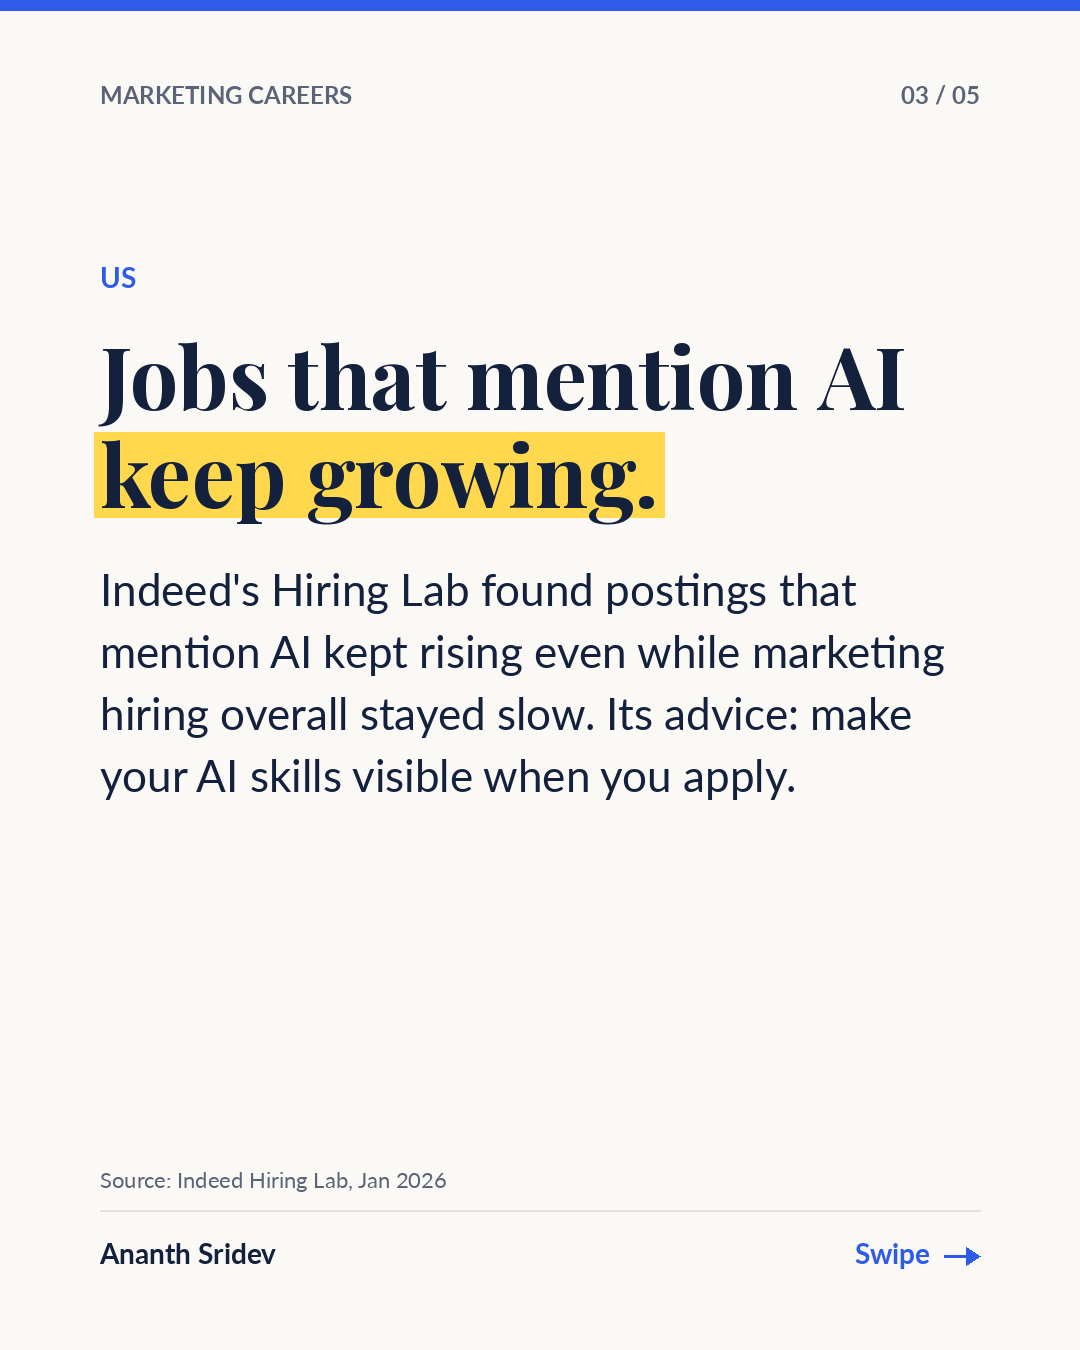 MARKETING CAREERS
03 / 05
US
Jobs that mention AI
keep growing.
Indeed's Hiring Lab found postings that
mention AI kept rising even while marketing
hiring overall stayed slow. Its advice: make
your AI skills visible when you apply.
Source: Indeed Hiring Lab, Jan 2026
Ananth Sridev
Swipe